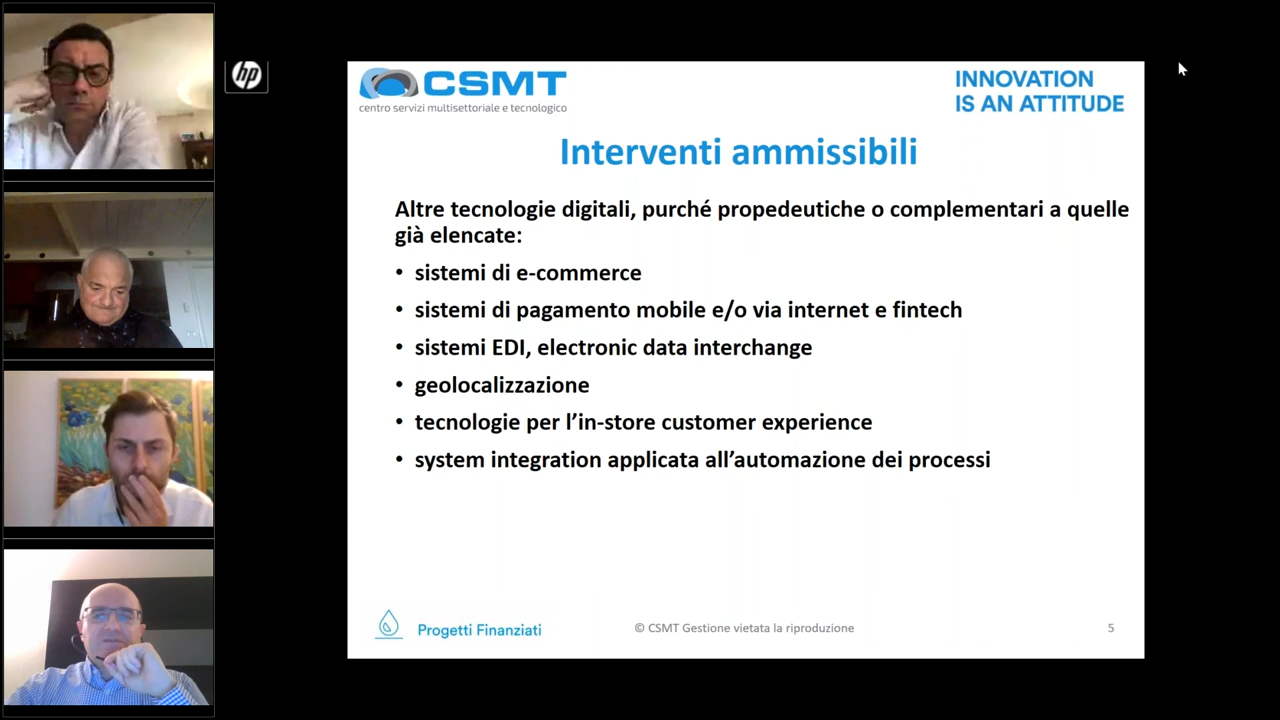 hp
CSMT
centro servizi multisettoriale e tecnologico
INNOVATION
IS AN ATTITUDE
Interventi ammissibili
Altre tecnologie digitali, purché propedeutiche o complementari a quelle
già elencate:
• sistemi di e-commerce
• sistemi di pagamento mobile e/o via internet e fintech
• sistemi EDI, electronic data interchange
• geolocalizzazione
• tecnologie per l’in-store customer experience
• system integration applicata all’automazione dei processi
Progetti Finanziati
© CSMT Gestione vietata la riproduzione
5